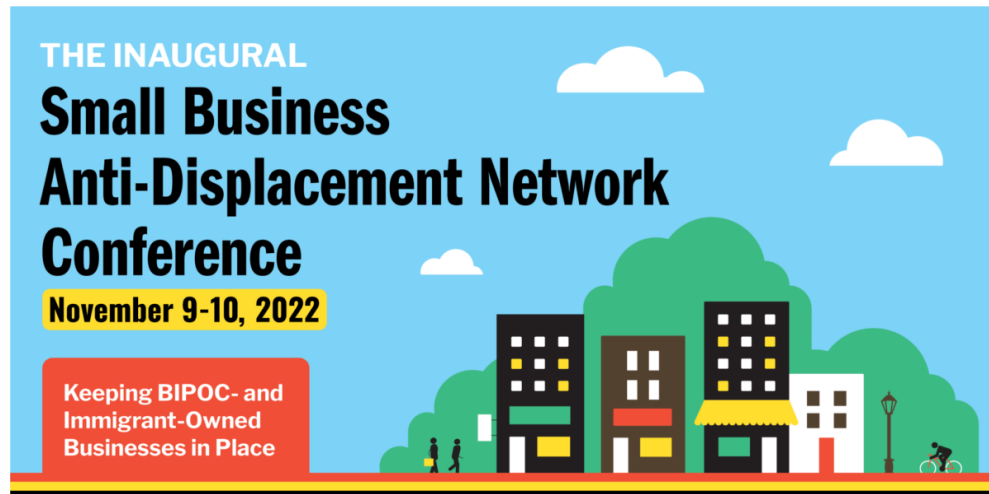 THE INAUGURAL
Small Business
Anti-Displacement Network
Conference
November 9-10, 2022
Keeping BIPOC- and
Immigrant-Owned
Businesses in Place